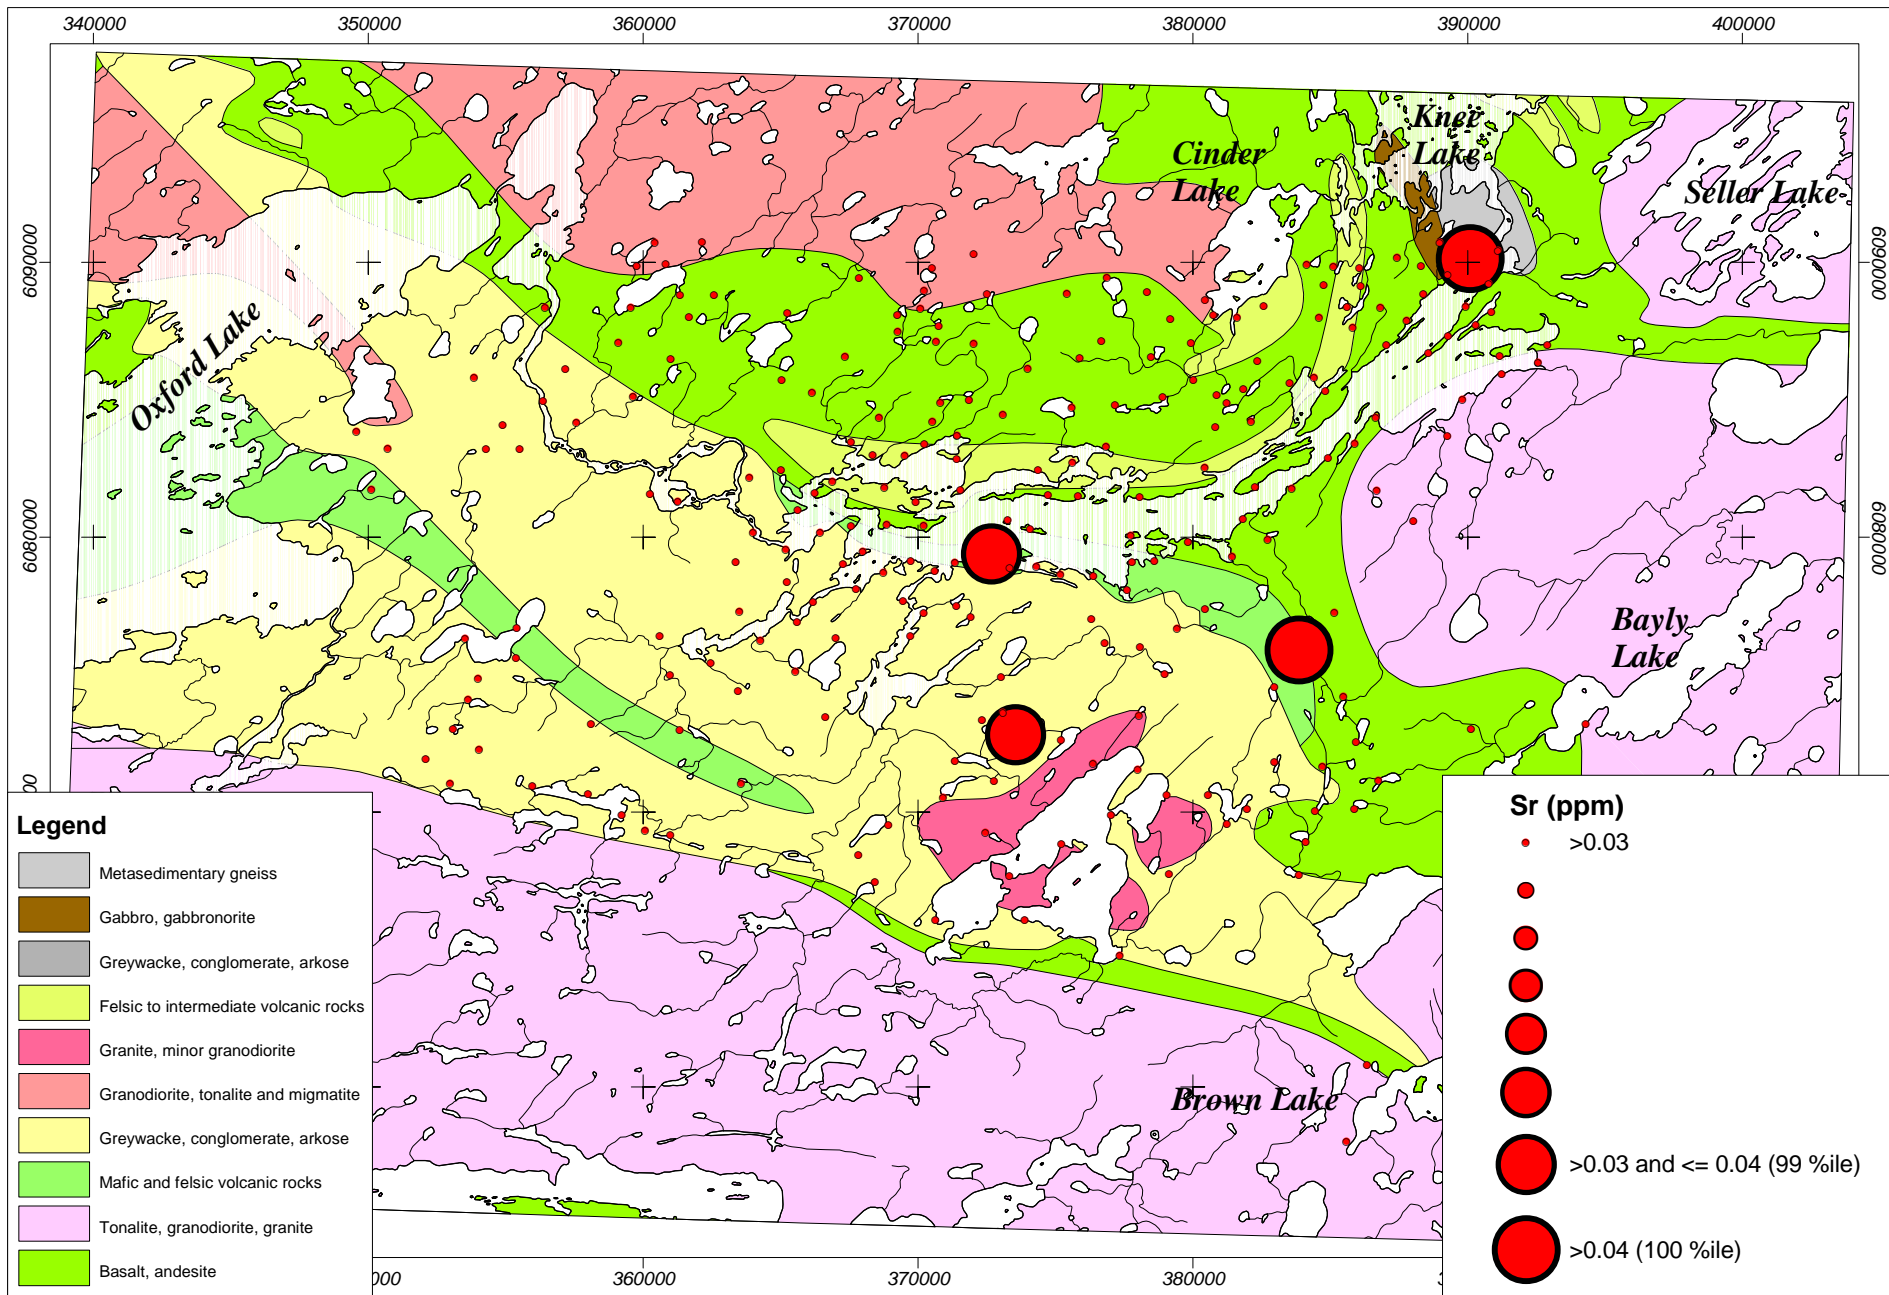 340000
350000
360000
370000
380000
390000
400000
6090000
6090000
Knee
Lake
Cinder
Lake
Seller Lake
Oxford Lake
6080000
6080000
Bayly
Lake
Brown Lake
Legend
Metasedimentary gneiss
Gabbro, gabbronorite
Greywacke, conglomerate, arkose
Felsic to intermediate volcanic rocks
Granite, minor granodiorite
Granodiorite, tonalite and migmatite
Greywacke, conglomerate, arkose
Mafic and felsic volcanic rocks
Tonalite, granodiorite, granite
Basalt, andesite
Sr (ppm)
>0.03
>0.03 and <= 0.04 (99 %ile)
>0.04 (100 %ile)
360000
370000
380000